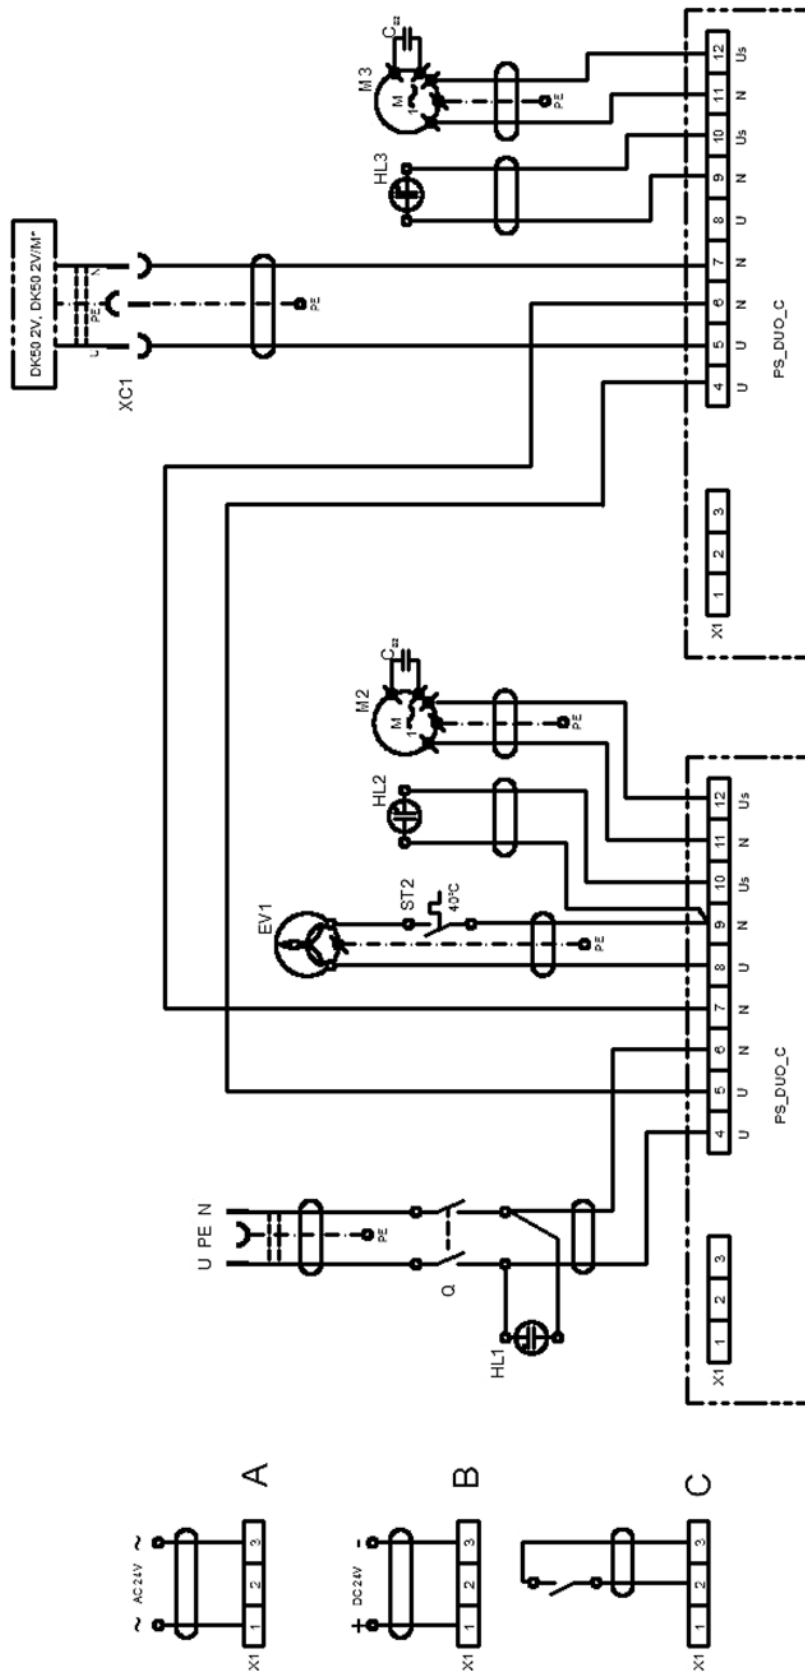 ~ AC24V ~
X1 1 2 3
A
+ DC24V -
X1 1 2 3
B
X1 1 2 3
C
U PE N
PE
Q
HL1
EV1
ST2
40°C
PE
HL2
M2
M
1~
C
PE
X1 1 2 3
4 5 6 7 8 9 10 11 12
U U N N U N Us N Us
PS_DUO_C
DK50 2V, DK50 2V/M*
U PE N
XC1
PE
HL3
M3
M
1~
C
PE
X1 1 2 3
4 5 6 7 8 9 10 11 12
U U N N U N Us N Us
PS_DUO_C